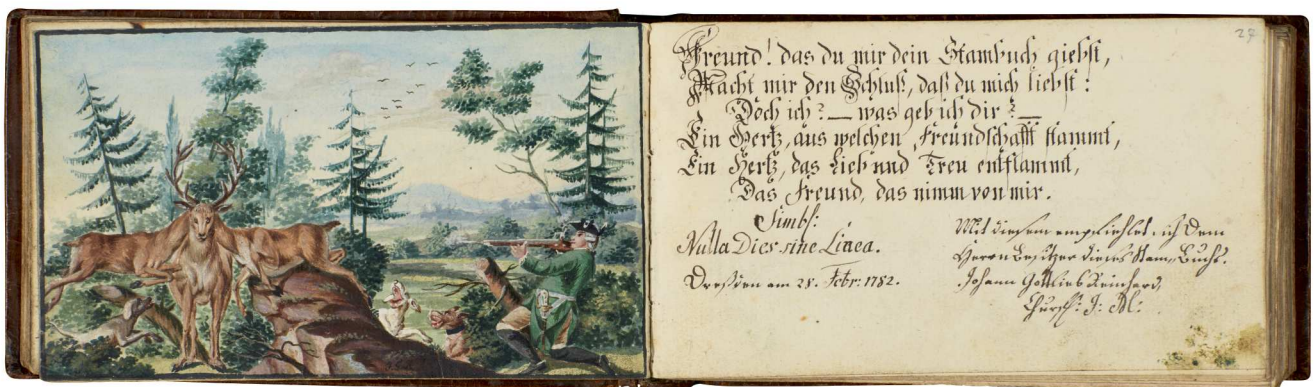 27
Freund! das du mir dein Stambuch giebst,
Macht mir den Schluß, daß du mich liebst:
Doch ich? — was geb ich dir? —
Ein Hertz, aus welchen Freundschafft stammt,
Ein Hertz, das Lieb und Treu entflammt,
Das Freund, das nimm von mir.
Simb:
Nulla Dies sine Linea.
Dresden am 28. Febr: 1782.
Mit diesem empfiehlet sich dem
Herrn Besitzer dieses Stam-Buchs.
Johann Gottlieb Reinhard,
Churf: